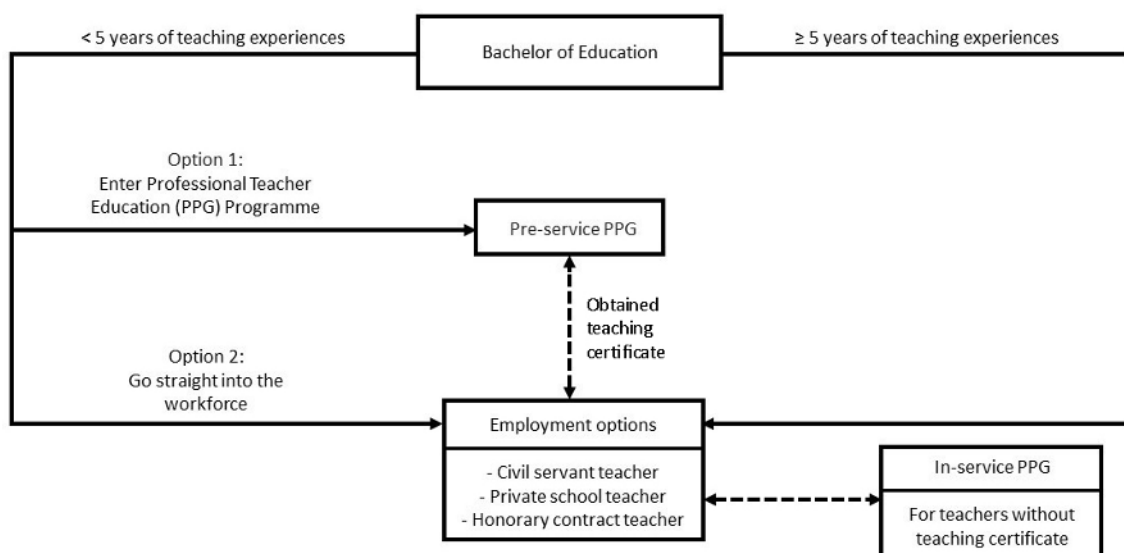 < 5 years of teaching experiences
Bachelor of Education
≥ 5 years of teaching experiences
Option 1:
Enter Professional Teacher
Education (PPG) Programme
Pre-service PPG
Obtained
teaching
certificate
Option 2:
Go straight into the
workforce
Employment options
- Civil servant teacher
- Private school teacher
- Honorary contract teacher
In-service PPG
For teachers without
teaching certificate